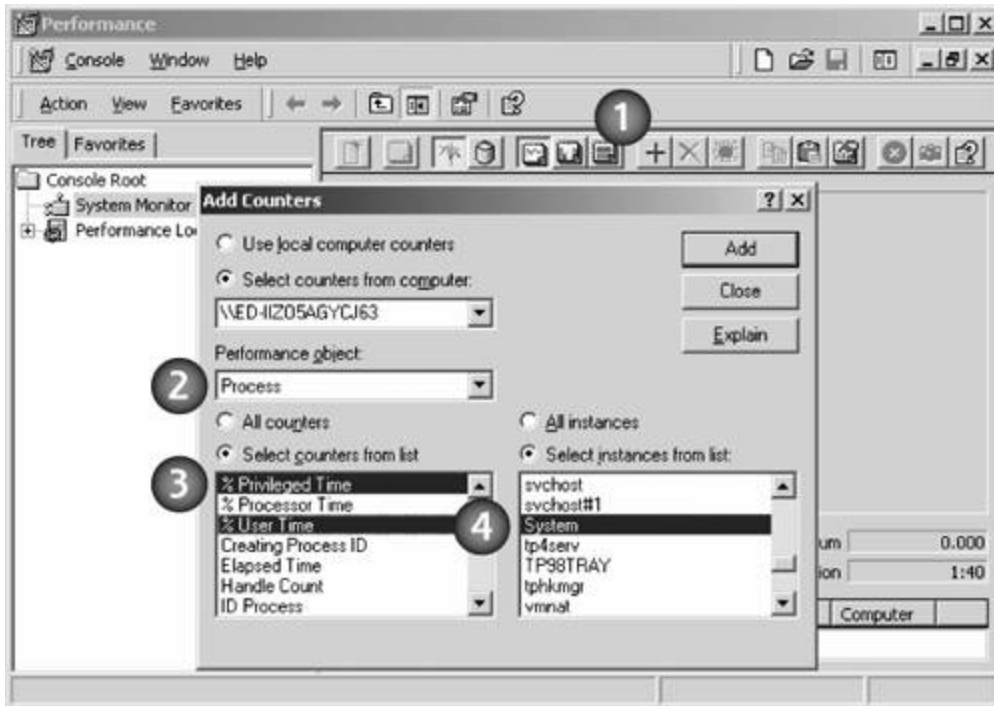 Performance
Console Window Help
Action View Favorites
1
Tree Favorites
Console Root
System Monitor
Performance Lo
Add Counters
Use local computer counters
Add
Select counters from computer:
Close
\\ED-IIZO5AGYCJ63
Explain
Performance object:
2
Process
All counters
All instances
Select counters from list
Select instances from list:
3
% Privileged Time
% Processor Time
% User Time
Creating Process ID
Elapsed Time
Handle Count
ID Process
4
svchost
svchost#1
System
tp4serv
TP98TRAY
tphkmgr
vmnat
um 0.000
ion 1:40
Computer